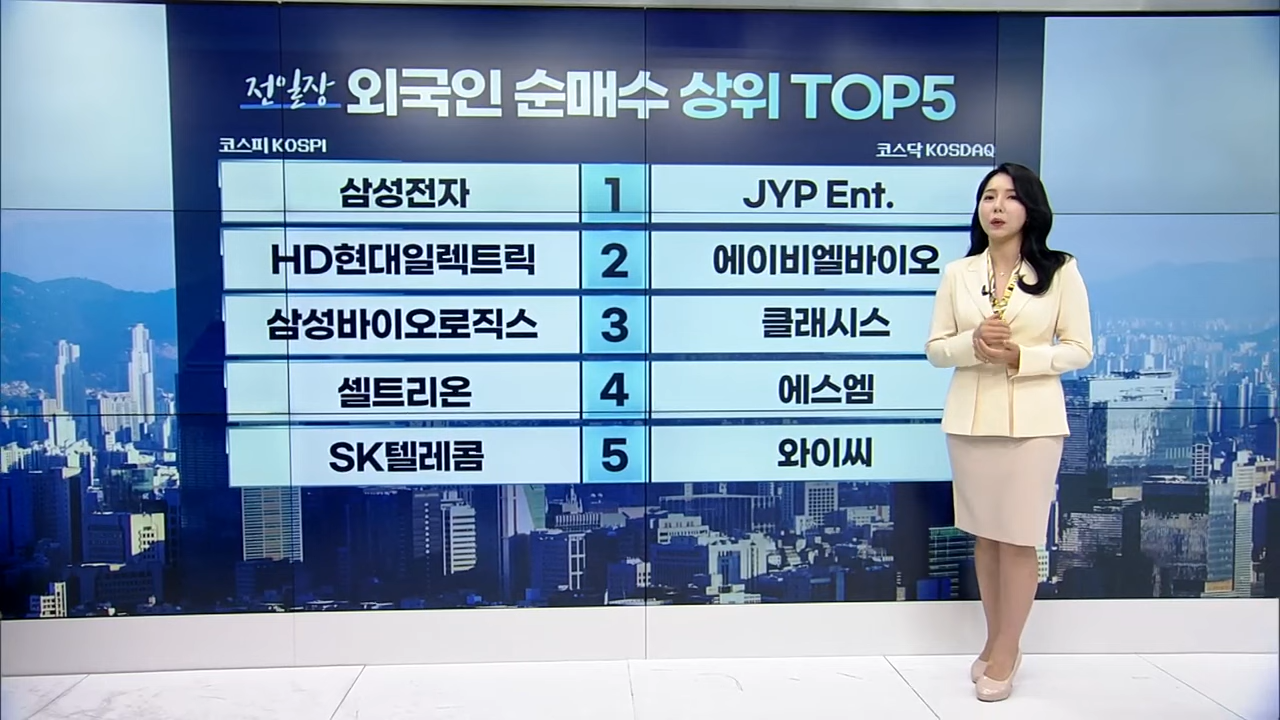 전일장 외국인 순매수 상위 TOP5
코스피 KOSPI
코스닥 KOSDAQ
삼성전자 1 JYP Ent.
HD현대일렉트릭 2 에이비엘바이오
삼성바이오로직스 3 클래시스
셀트리온 4 에스엠
SK텔레콤 5 와이씨